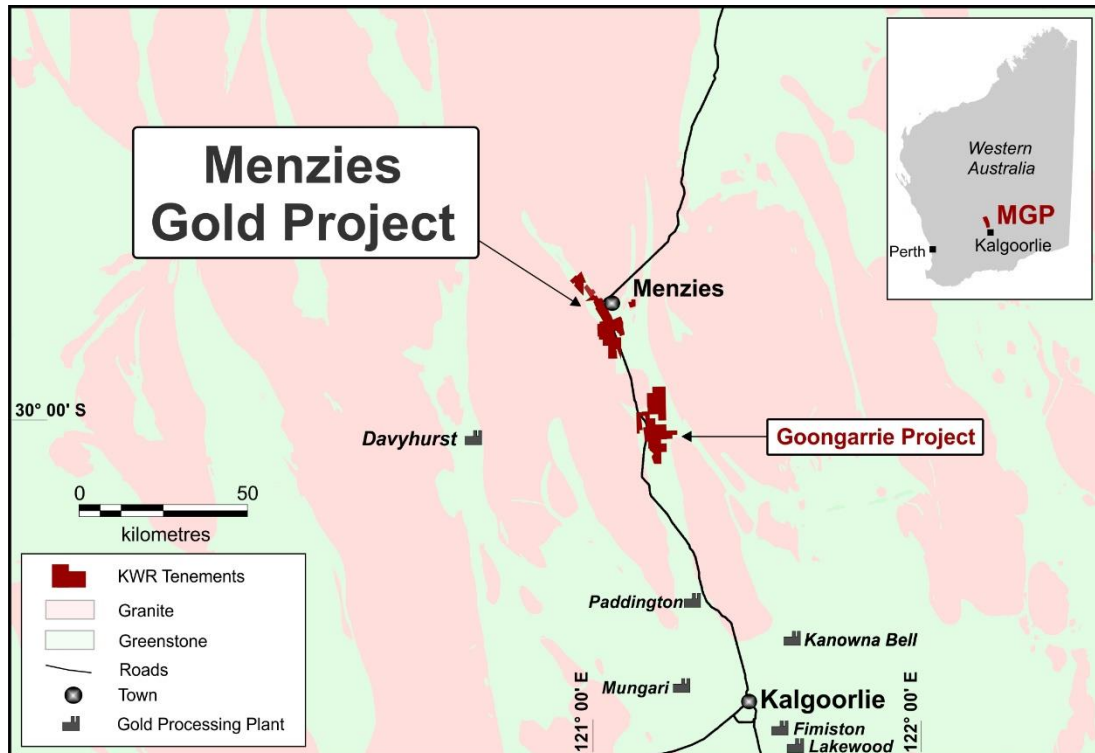 Menzies
Gold Project
Western
Australia
MGP
Kalgoorlie
Perth
Menzies
30° 00' S
Davyhurst
Goongarrie Project
0 50
kilometres
KWR Tenements
Granite
Greenstone
Roads
Town
Gold Processing Plant
Paddington
Kanowna Bell
Mungari
Kalgoorlie
Fimiston
Lakewood
121° 00' E
122° 00' E